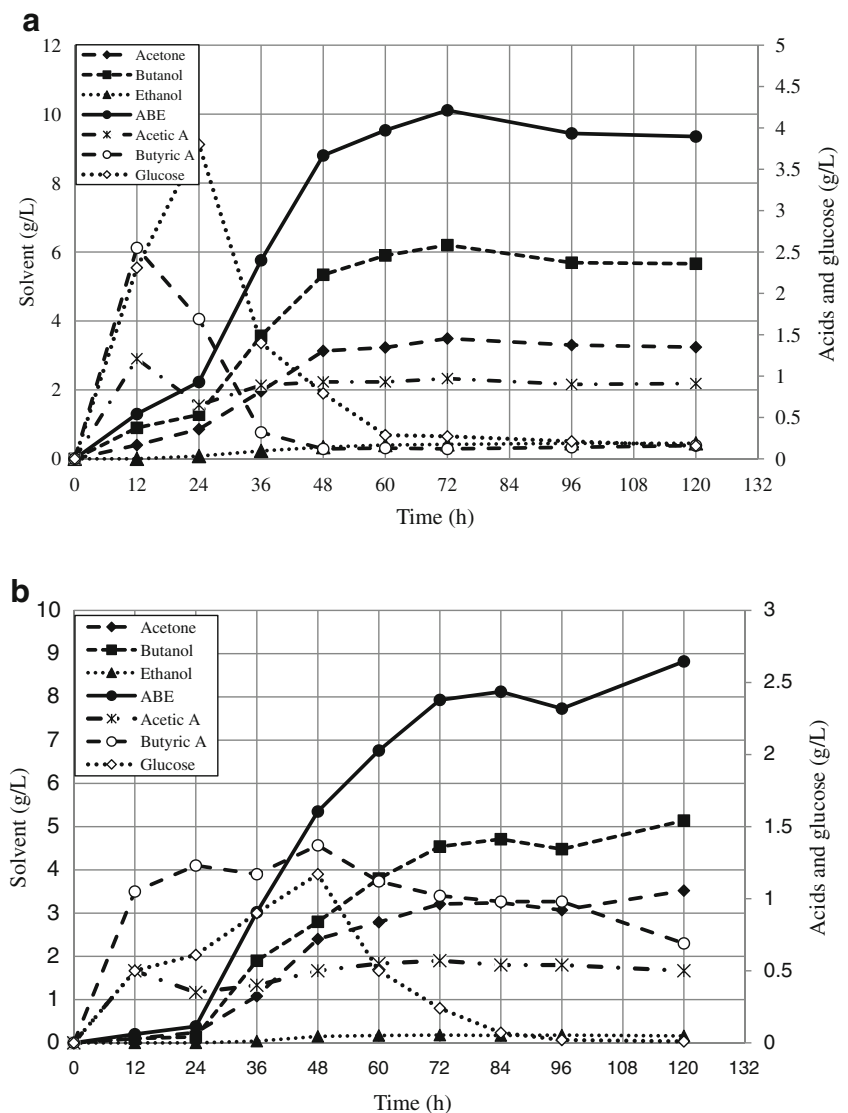 a
Acetone
Butanol
Ethanol
ABE
Acetic A
Butyric A
Glucose
12
10
8
6
4
2
0
Solvent (g/L)
5
4.5
4
3.5
3
2.5
2
1.5
1
0.5
0
Acids and glucose (g/L)
0 12 24 36 48 60 72 84 96 108 120 132
Time (h)
b
Acetone
Butanol
Ethanol
ABE
Acetic A
Butyric A
Glucose
10
9
8
7
6
5
4
3
2
1
0
Solvent (g/L)
3
2.5
2
1.5
1
0.5
0
Acids and glucose (g/L)
0 12 24 36 48 60 72 84 96 108 120 132
Time (h)